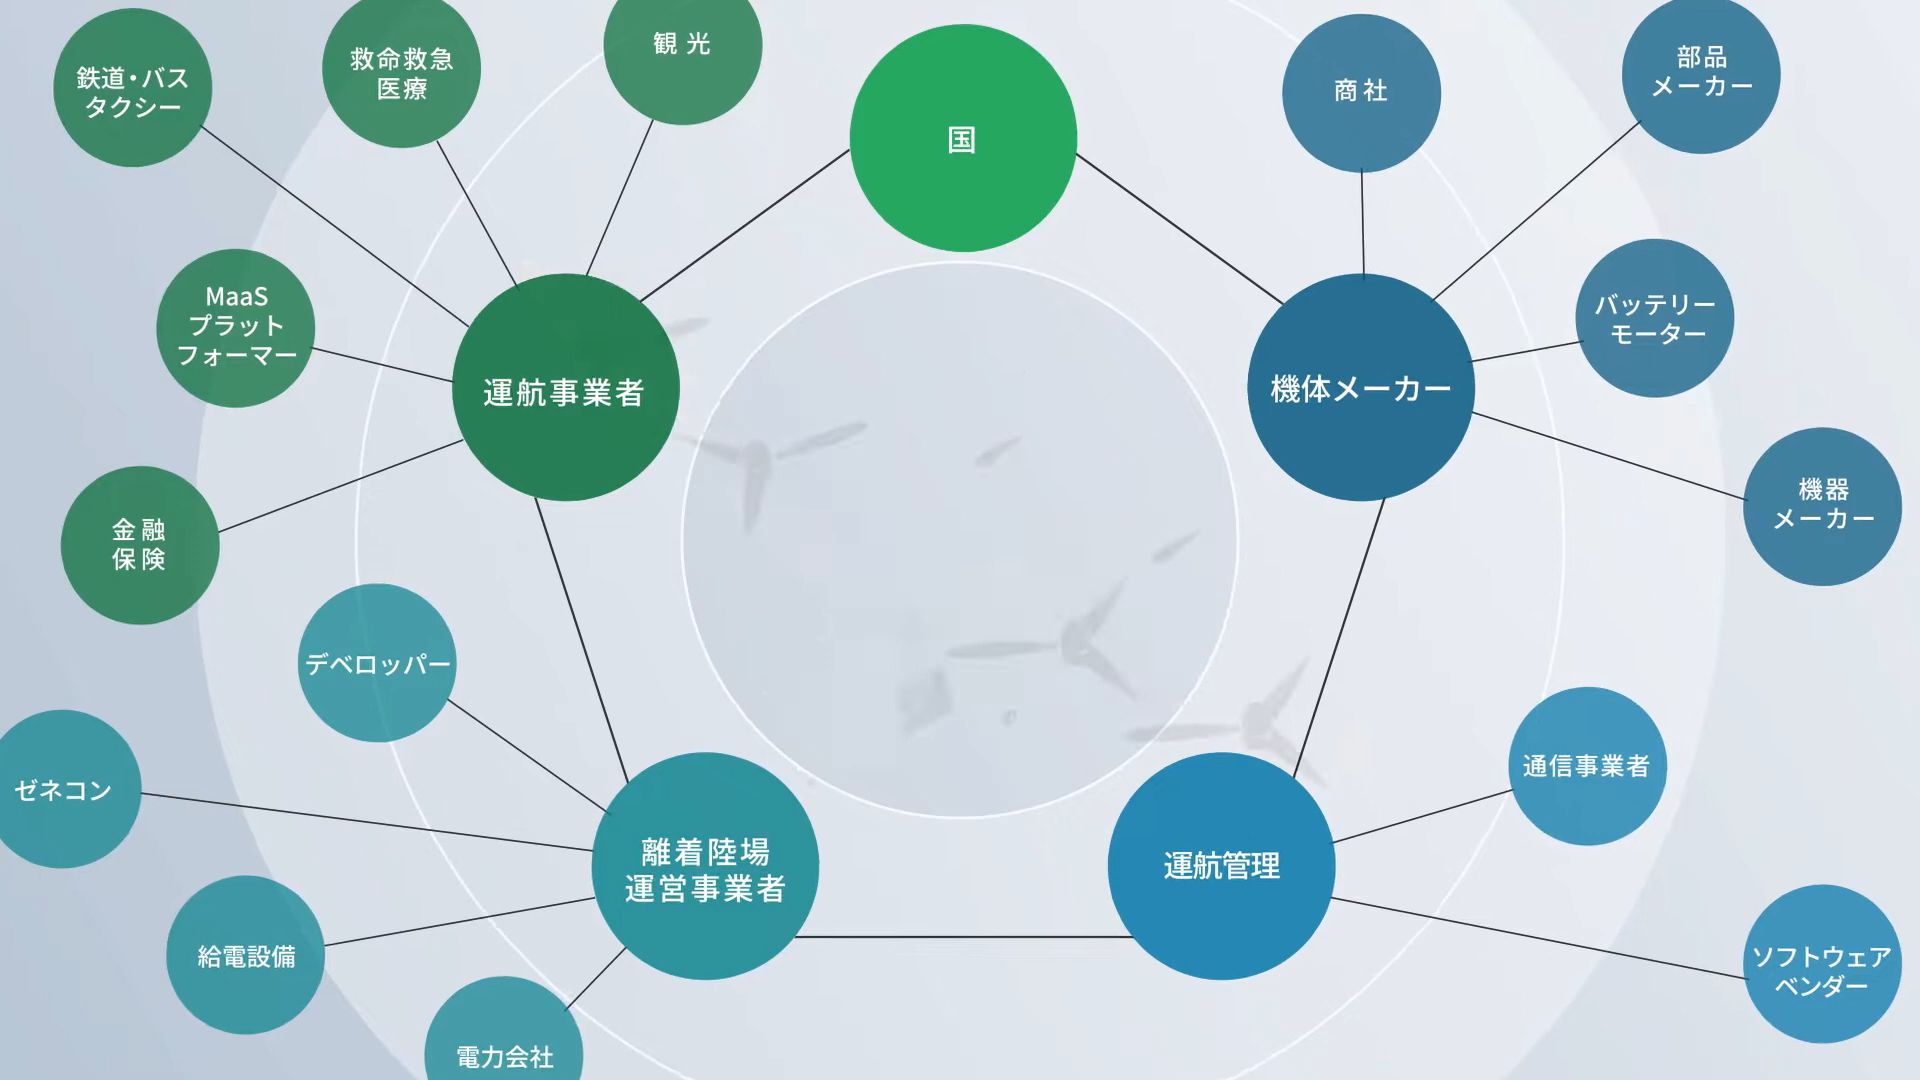 鉄道・バス
タクシー
救命救急
医療
観光
国
商社
部品
メーカー
MaaS
プラット
フォーマー
運航事業者
機体メーカー
バッテリー
モーター
金融
保険
機器
メーカー
デベロッパー
ゼネコン
離着陸場
運営事業者
運航管理
通信事業者
給電設備
電力会社
ソフトウェア
ベンダー